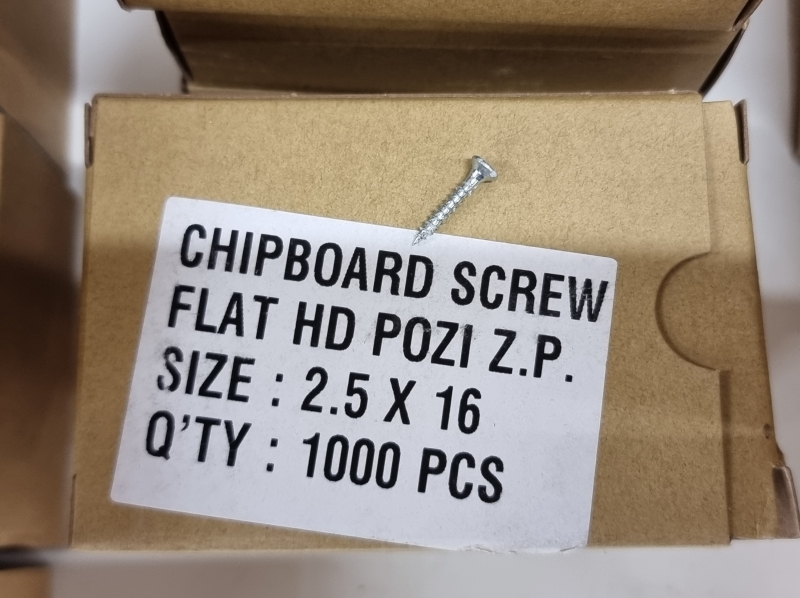 CHIPBOARD SCREW
FLAT HD POZI Z.P.
SIZE : 2.5 X 16
Q'TY : 1000 PCS